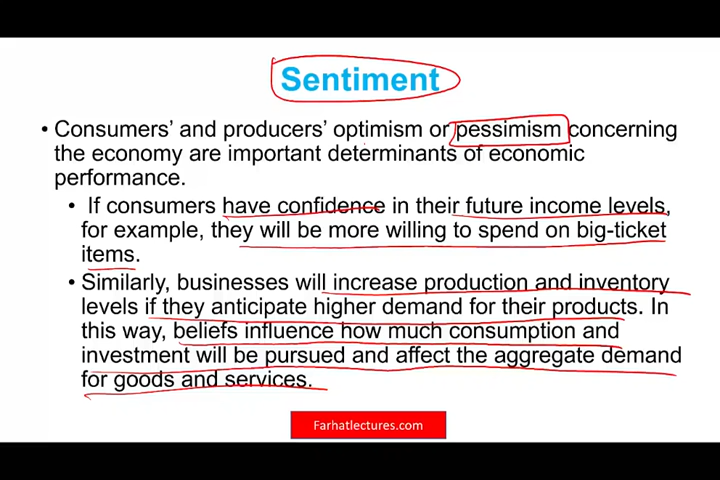 Sentiment
• Consumers' and producers' optimism or pessimism concerning
the economy are important determinants of economic
performance.
• If consumers have confidence in their future income levels,
for example, they will be more willing to spend on big-ticket
items.
• Similarly, businesses will increase production and inventory
levels if they anticipate higher demand for their products. In
this way, beliefs influence how much consumption and
investment will be pursued and affect the aggregate demand
for goods and services.
Farhatlectures.com